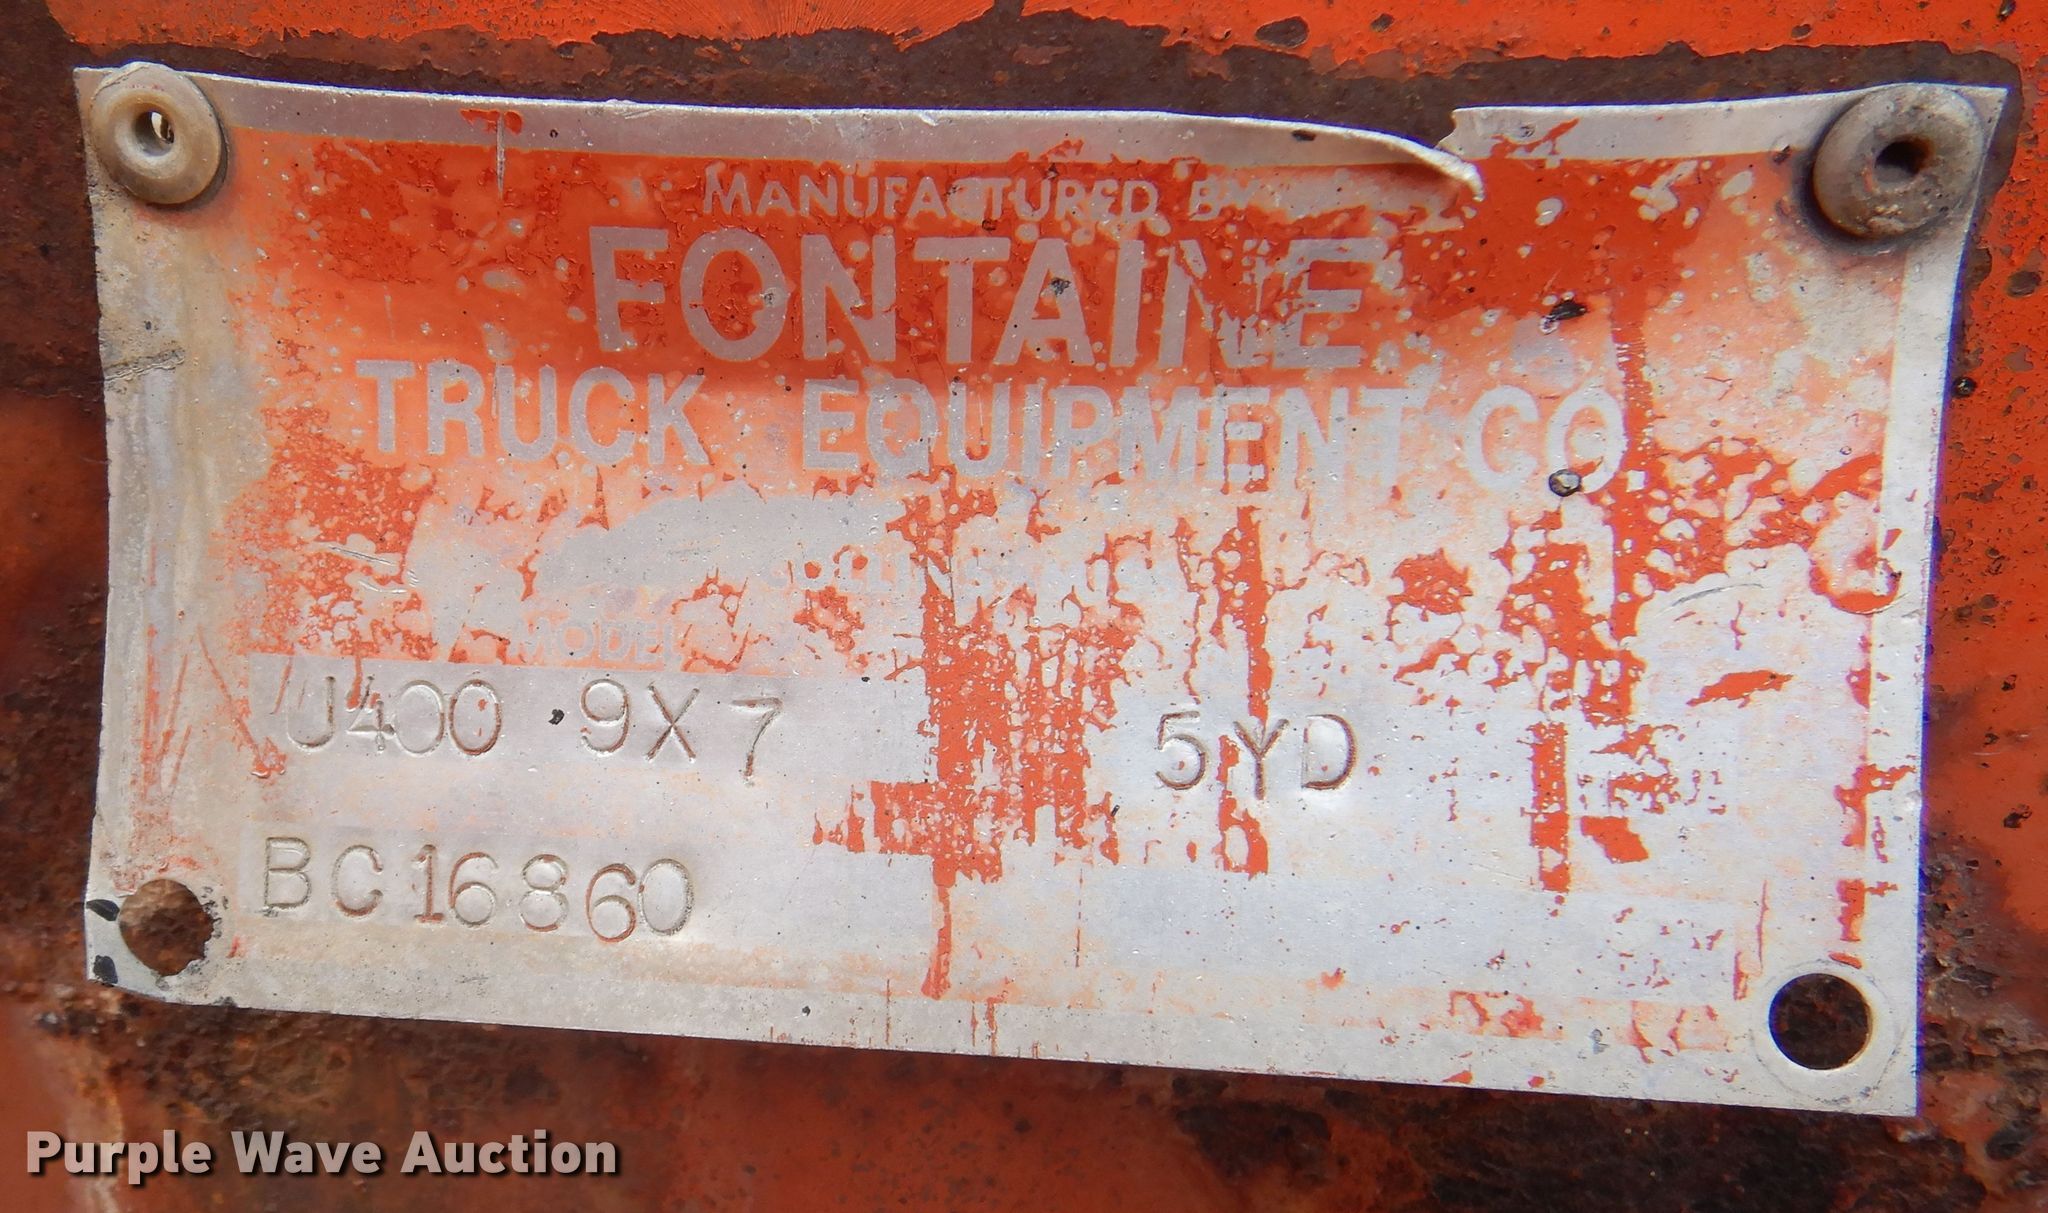 MANUFACTURED BY
FONTAINE
TRUCK EQUIPMENT CO
MODEL
U400 9X7 5YD
BC16860
Purple Wave Auction